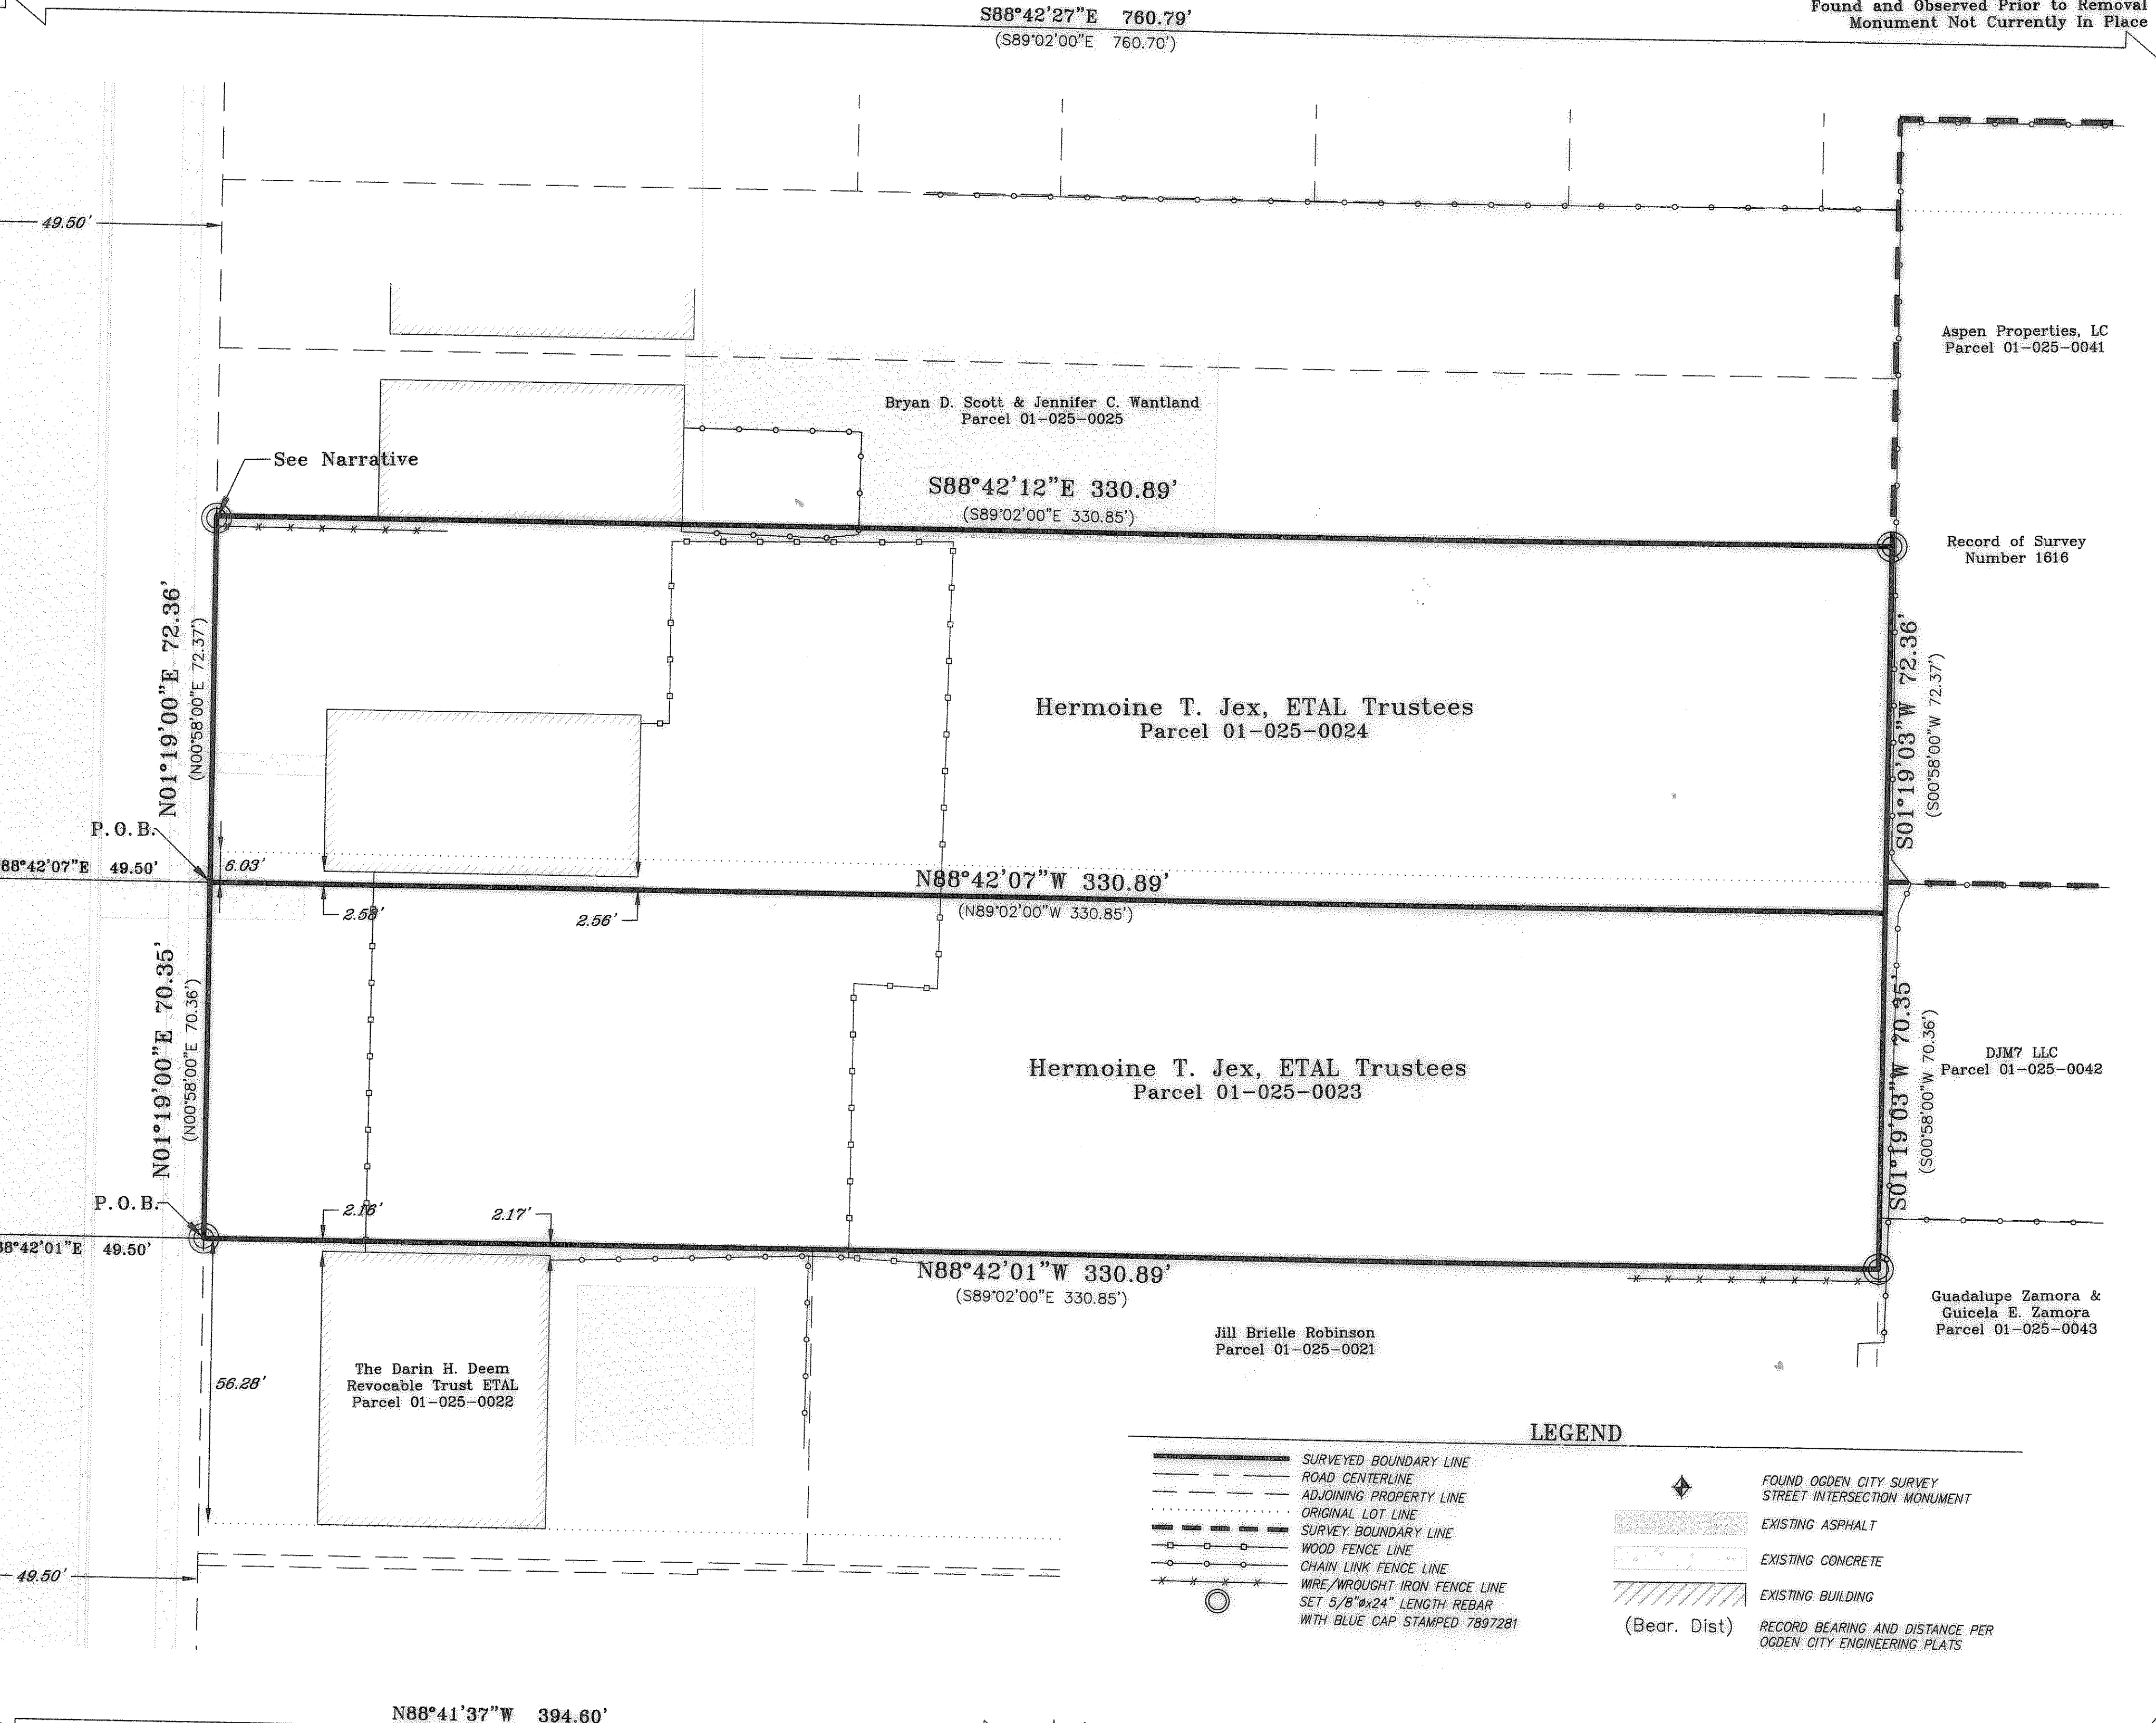 S88°42'27"E 760.79'
(S89°02'00"E 760.70')
Found and Observed Prior to Removal
Monument Not Currently In Place
49.50'
Aspen Properties, LC
Parcel 01-025-0041
Bryan D. Scott & Jennifer C. Wantland
Parcel 01-025-0025
See Narrative
S88°42'12"E 330.89'
(S89°02'00"E 330.85')
Record of Survey
Number 1616
N01°19'00"E 72.36'
(N00°58'00"E 72.37')
S01°19'03"W 72.36'
(S00°58'00"W 72.37')
Hermoine T. Jex, ETAL Trustees
Parcel 01-025-0024
P.O.B.
88°42'07"E 49.50'
6.03'
2.58'
2.56'
N88°42'07"W 330.89'
(N89°02'00"W 330.85')
N01°19'00"E 70.35'
(N00°58'00"E 70.36')
S01°19'03"W 70.35'
(S00°58'00"W 70.36')
Hermoine T. Jex, ETAL Trustees
Parcel 01-025-0023
DJM7 LLC
Parcel 01-025-0042
P.O.B.
88°42'01"E 49.50'
2.16'
2.17'
N88°42'01"W 330.89'
(S89°02'00"E 330.85')
Guadalupe Zamora &
Guicela E. Zamora
Parcel 01-025-0043
Jill Brielle Robinson
Parcel 01-025-0021
The Darin H. Deem
Revocable Trust ETAL
Parcel 01-025-0022
56.28'
49.50'
LEGEND
SURVEYED BOUNDARY LINE
ROAD CENTERLINE
ADJOINING PROPERTY LINE
ORIGINAL LOT LINE
SURVEY BOUNDARY LINE
WOOD FENCE LINE
CHAIN LINK FENCE LINE
WIRE/WROUGHT IRON FENCE LINE
SET 5/8"øx24" LENGTH REBAR
WITH BLUE CAP STAMPED 7897281
FOUND OGDEN CITY SURVEY
STREET INTERSECTION MONUMENT
EXISTING ASPHALT
EXISTING CONCRETE
EXISTING BUILDING
(Bear. Dist) RECORD BEARING AND DISTANCE PER
OGDEN CITY ENGINEERING PLATS
N88°41'37"W 394.60'